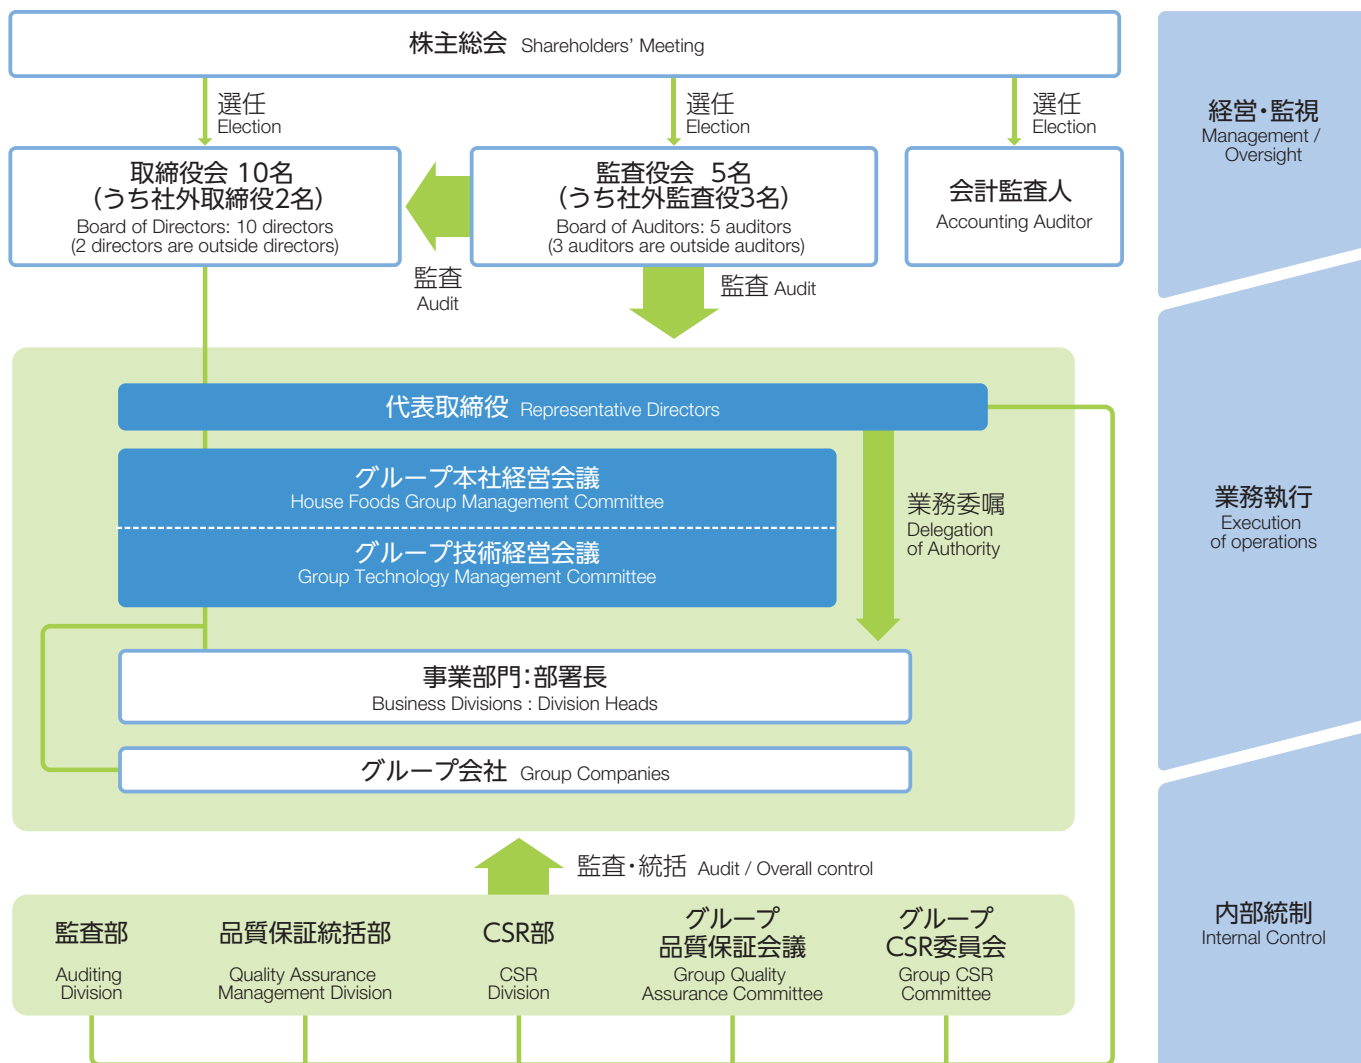 株主総会 Shareholders' Meeting
選任
Election
選任
Election
選任
Election
取締役会 10名
(うち社外取締役2名)
Board of Directors: 10 directors
(2 directors are outside directors)
監査役会 5名
(うち社外監査役3名)
Board of Auditors: 5 auditors
(3 auditors are outside auditors)
会計監査人
Accounting Auditor
監査
Audit
監査 Audit
代表取締役 Representative Directors
グループ本社経営会議
House Foods Group Management Committee
グループ技術経営会議
Group Technology Management Committee
業務委嘱
Delegation
of Authority
事業部門:部署長
Business Divisions : Division Heads
グループ会社 Group Companies
監査・統括 Audit / Overall control
監査部
Auditing
Division
品質保証統括部
Quality Assurance
Management Division
CSR部
CSR
Division
グループ
品質保証会議
Group Quality
Assurance Committee
グループ
CSR委員会
Group CSR
Committee
経営・監視
Management /
Oversight
業務執行
Execution
of operations
内部統制
Internal Control